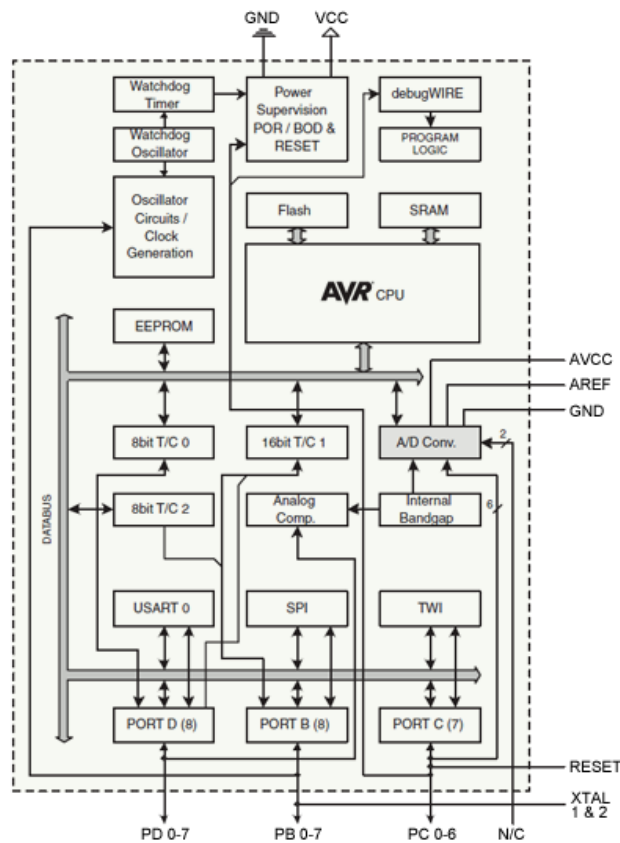 GND
VCC
Watchdog
Timer
Power
Supervision
POR / BOD &
RESET
debugWIRE
Watchdog
Oscillator
PROGRAM
LOGIC
Oscillator
Circuits /
Clock
Generation
Flash
SRAM
AVR CPU
EEPROM
AVCC
AREF
GND
8bit T/C 0
16bit T/C 1
A/D Conv.
2
DATABUS
8bit T/C 2
Analog
Comp.
Internal
Bandgap
6
USART 0
SPI
TWI
PORT D (8)
PORT B (8)
PORT C (7)
RESET
XTAL
1 & 2
PD 0-7
PB 0-7
PC 0-6
N/C